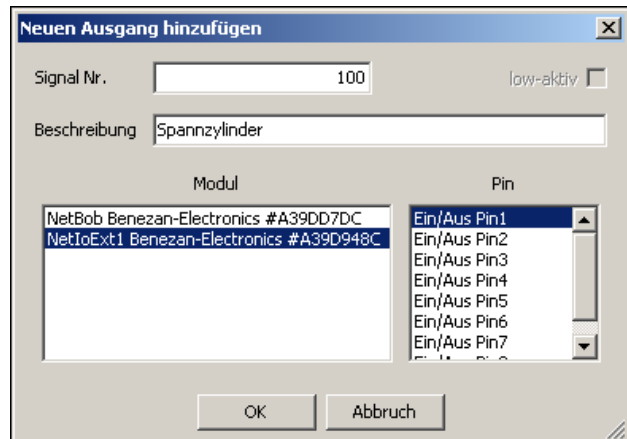 Neuen Ausgang hinzufügen
Signal Nr. 100 low-aktiv
Beschreibung Spannzylinder
Modul Pin
NetBob Benezan-Electronics #A39DD7DC
NetIoExt1 Benezan-Electronics #A39D948C
Ein/Aus Pin1
Ein/Aus Pin2
Ein/Aus Pin3
Ein/Aus Pin4
Ein/Aus Pin5
Ein/Aus Pin6
Ein/Aus Pin7
OK Abbruch